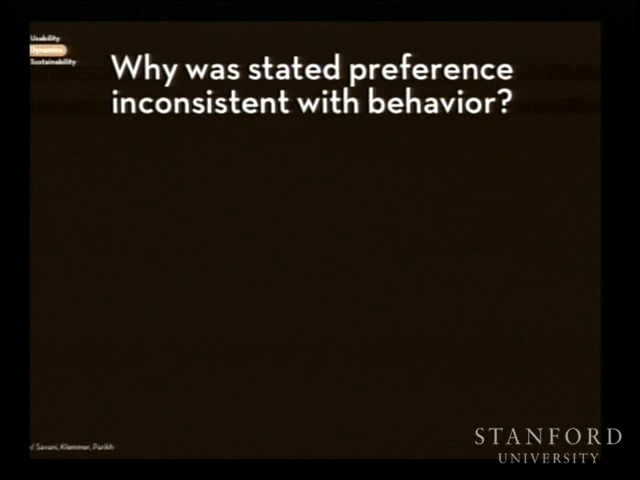 Usability
Dynamics
Sustainability
Why was stated preference
inconsistent with behavior?
w/ Savani, Klemmer, Parikh
STANFORD
UNIVERSITY